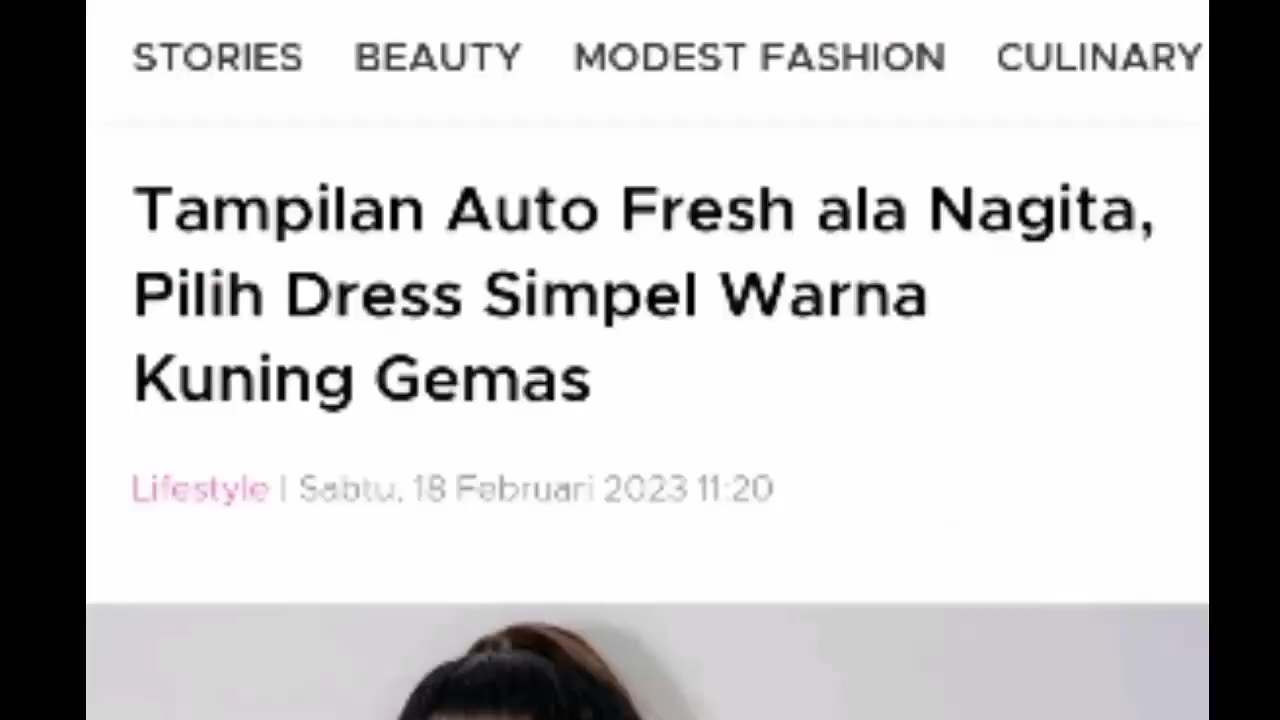 STORIES BEAUTY MODEST FASHION CULINARY
Tampilan Auto Fresh ala Nagita,
Pilih Dress Simpel Warna
Kuning Gemas
Lifestyle | Sabtu, 18 Februari 2023 11:20